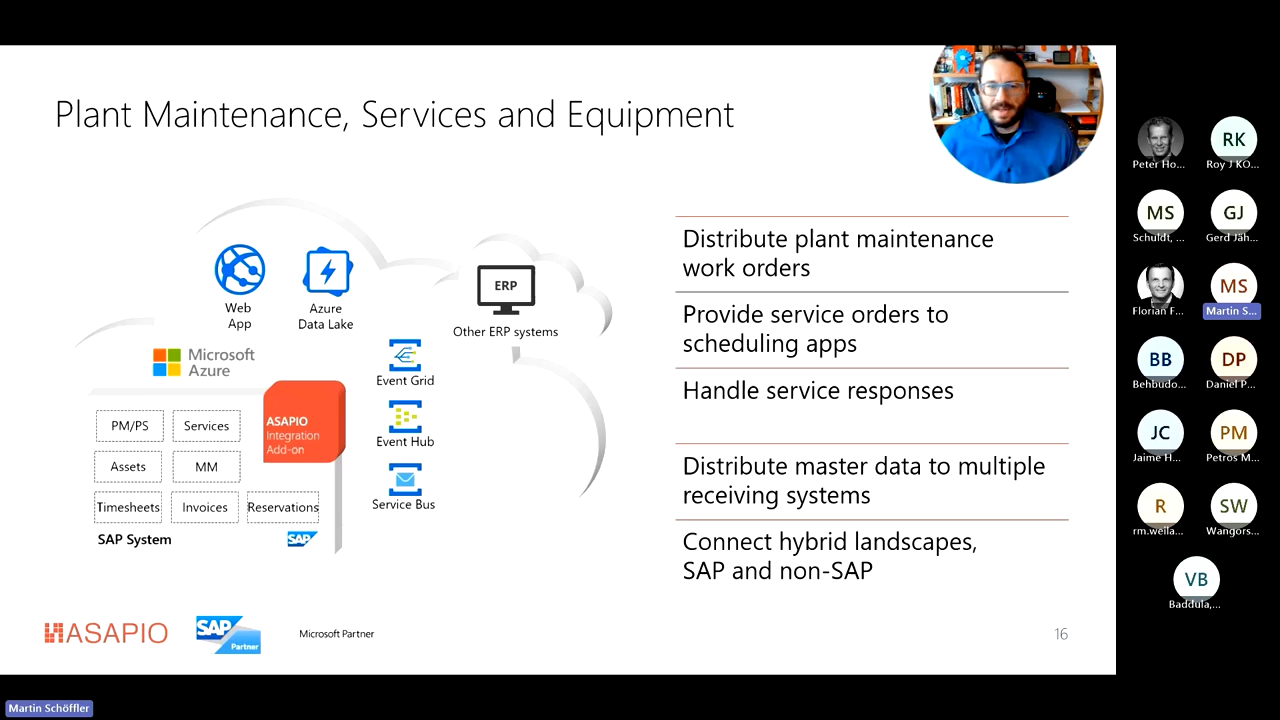 Plant Maintenance, Services and Equipment
Web
App
Azure
Data Lake
ERP
Other ERP systems
Microsoft
Azure
Event Grid
Event Hub
Service Bus
ASAPIO
Integration
Add-on
PM/PS
Services
Assets
MM
Timesheets
Invoices
Reservations
SAP System
SAP
Distribute plant maintenance
work orders
Provide service orders to
scheduling apps
Handle service responses
Distribute master data to multiple
receiving systems
Connect hybrid landscapes,
SAP and non-SAP
ASAPIO
SAP
Partner
Microsoft Partner
16
Peter Ho...
RK
Roy J KO...
MS
Schuldt, ...
GJ
Gerd Jäh...
Florian F...
MS
Martin S...
BB
Behbudo...
DP
Daniel P...
JC
Jaime H...
PM
Petros M...
R
rm.weila...
SW
Wangors...
VB
Baddula,...
Martin Schöffler